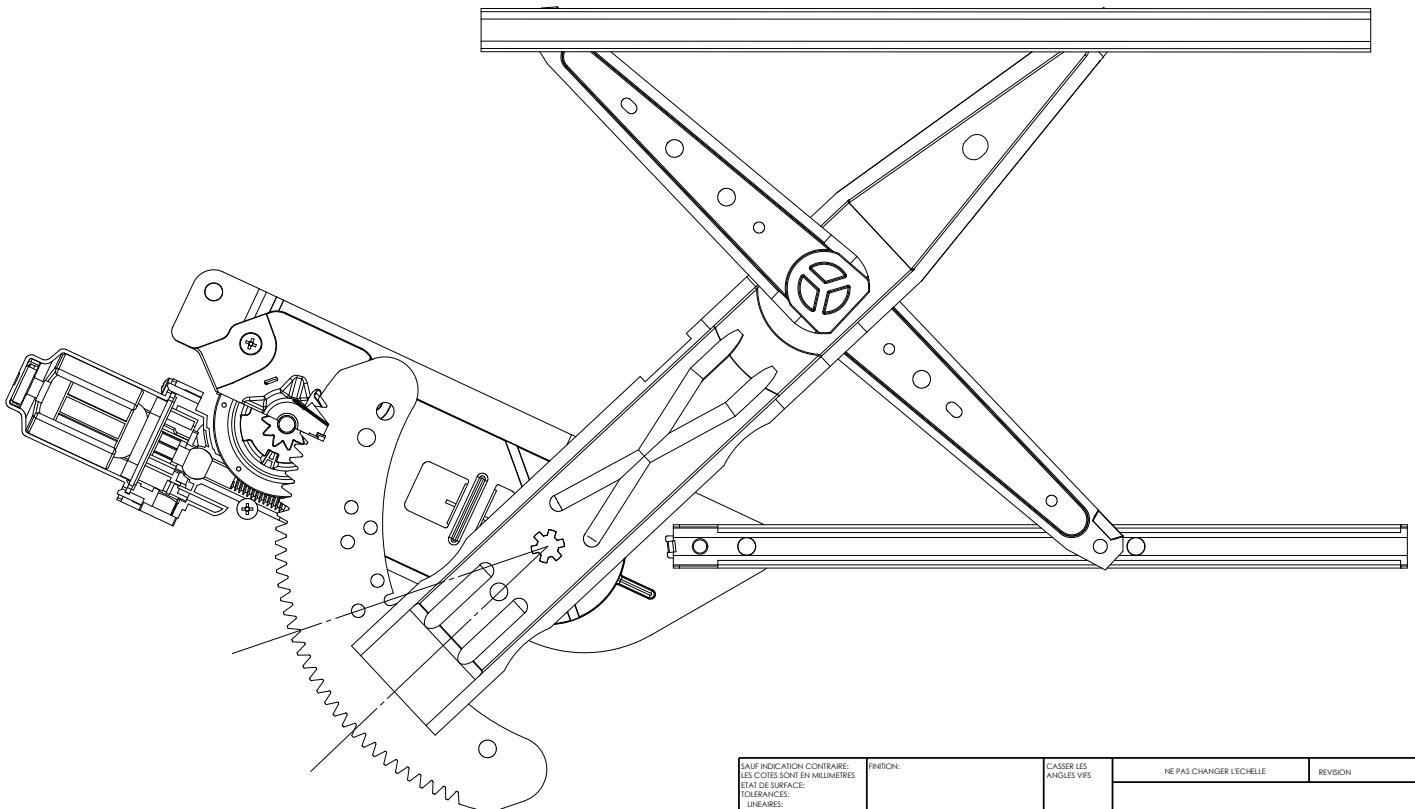 SAUF INDICATION CONTRAIRE:
LES COTES SONT EN MILLIMETRES
ETAT DE SURFACE:
TOLERANCES:
LINEAIRES:
FINITION:
CASSER LES
ANGLES VIFS
NE PAS CHANGER L'ECHELLE
REVISION